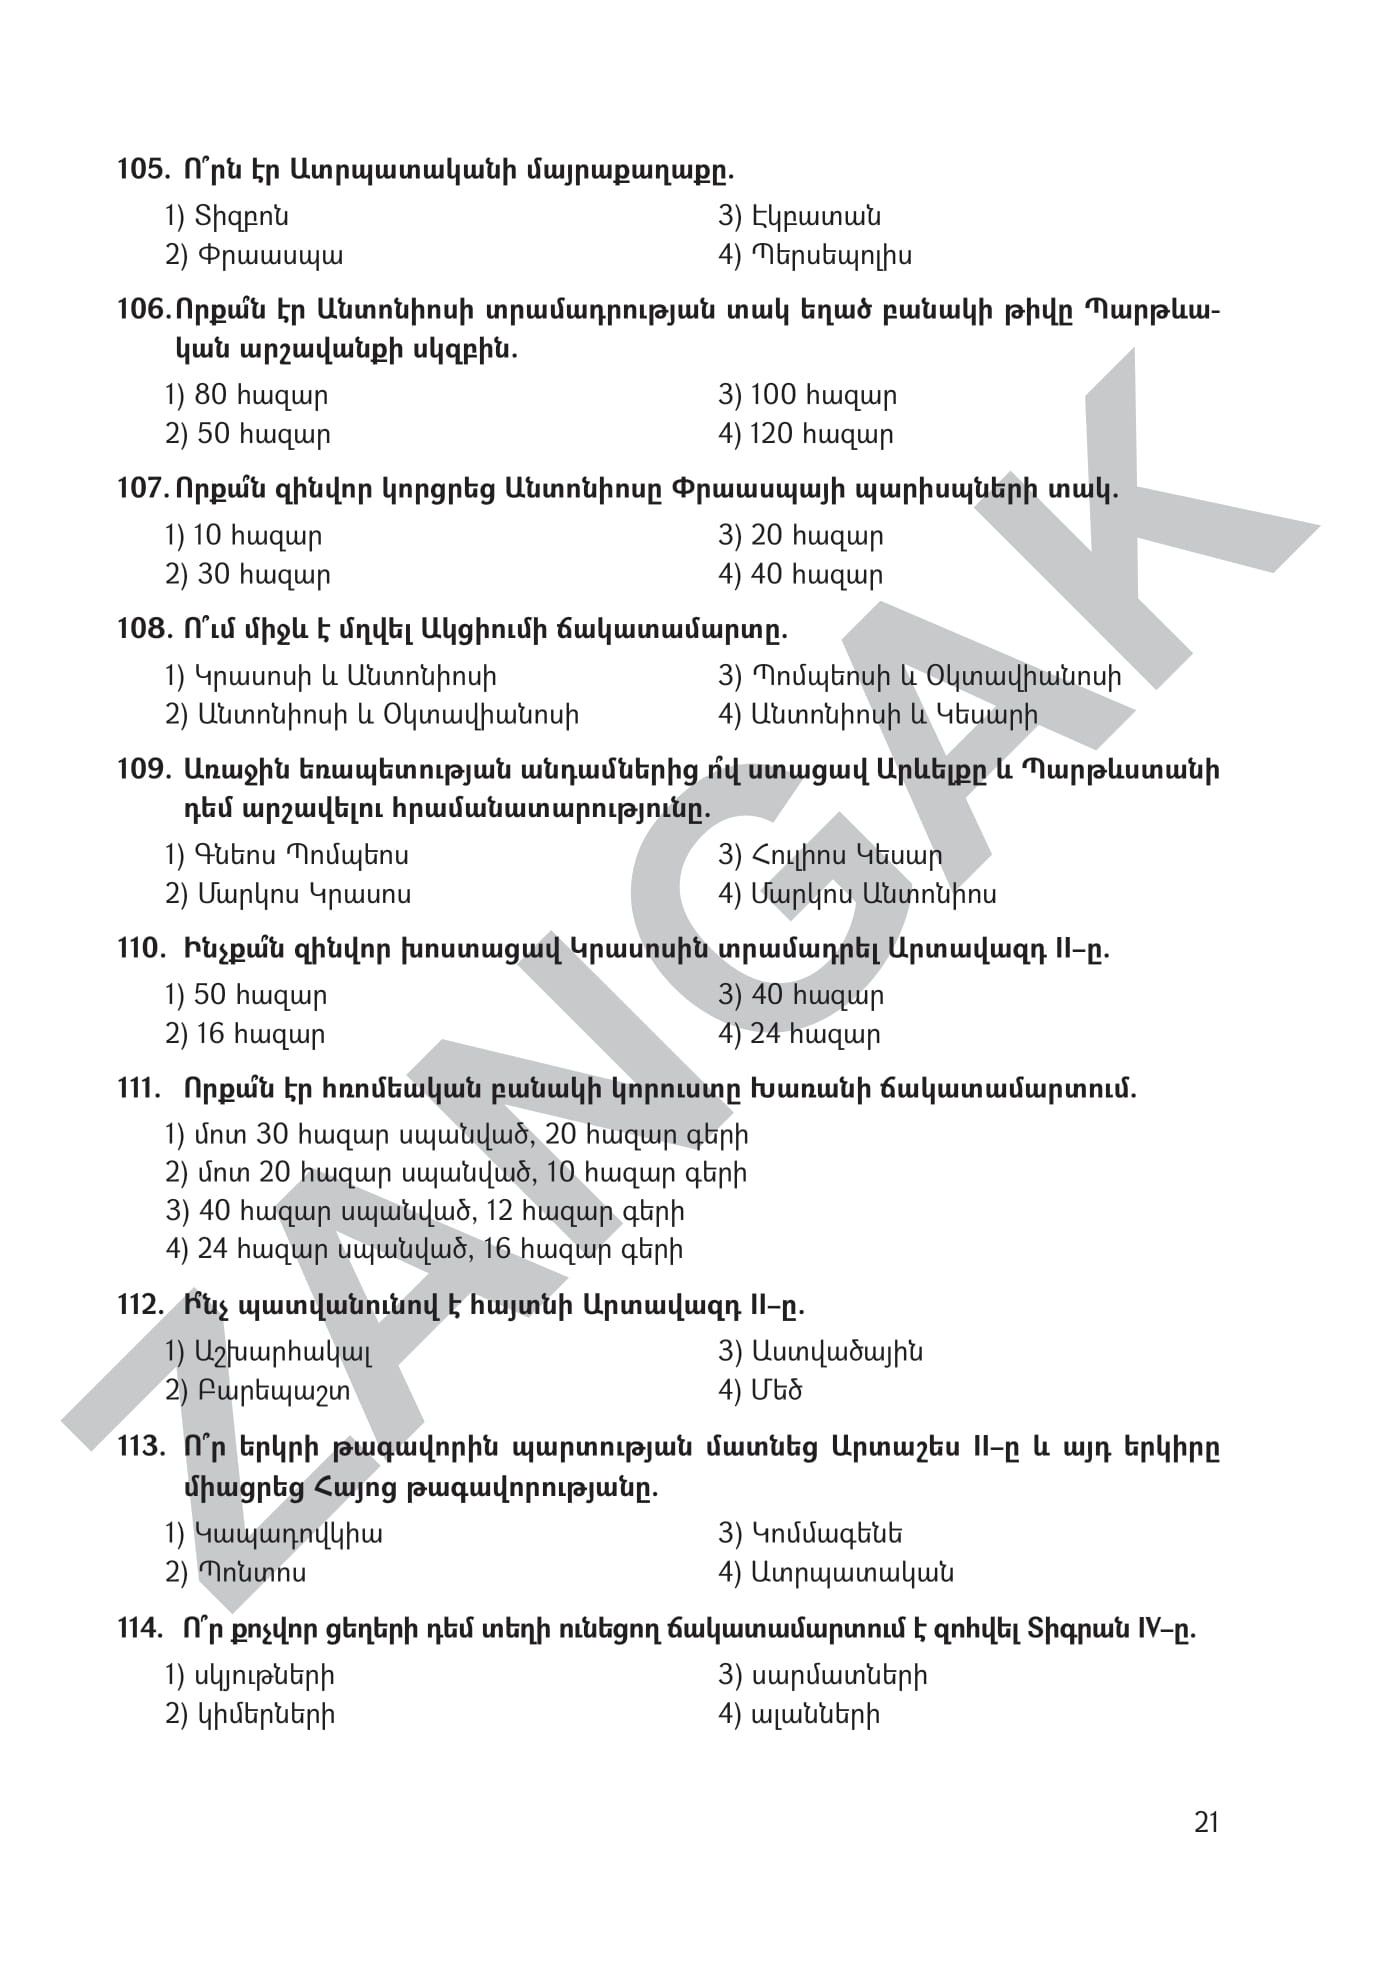 105. Ո՞րն էր Ատրպատականի մայրաքաղաքը.
1) Տիզբոն
3) Էկբատան
2) Փրաասպա
4) Պերսեպոլիս
106. Որքա՞ն էր Անտոնիոսի տրամադրության տակ եղած բանակի թիվը Պարթևա-
կան արշավանքի սկզբին.
1) 80 հազար
3) 100 հազար
2) 50 հազար
4) 120 հազար
107. Որքա՞ն զինվոր կորցրեց Անտոնիոսը Փրաասպայի պարիսպների տակ.
1) 10 հազար
3) 20 հազար
2) 30 հազար
4) 40 հազար
108. Ո՞ւմ միջև է մղվել Ակցիումի ճակատամարտը.
1) Կրասոսի և Անտոնիոսի
3) Պոմպեոսի և Օկտավիանոսի
2) Անտոնիոսի և Օկտավիանոսի
4) Անտոնիոսի և Կեսարի
109. Առաջին եռապետության անդամներից ո՞վ ստացավ Արևելքը և Պարթևստանի
դեմ արշավելու հրամանատարությունը.
1) Գնեոս Պոմպեոս
3) Հուլիոս Կեսար
2) Մարկոս Կրասոս
4) Մարկոս Անտոնիոս
110. Ինչքա՞ն զինվոր խոստացավ Կրասոսին տրամադրել Արտավազդ II–ը.
1) 50 հազար
3) 40 հազար
2) 16 հազար
4) 24 հազար
111. Որքա՞ն էր հռոմեական բանակի կորուստը Խառանի ճակատամարտում.
1) մոտ 30 հազար սպանված, 20 հազար գերի
2) մոտ 20 հազար սպանված, 10 հազար գերի
3) 40 հազար սպանված, 12 հազար գերի
4) 24 հազար սպանված, 16 հազար գերի
112. Ի՞նչ պատվանունով է հայտնի Արտավազդ II–ը.
1) Աշխարհակալ
3) Աստվածային
2) Բարեպաշտ
4) Մեծ
113. Ո՞ր երկրի թագավորին պարտության մատնեց Արտաշես II–ը և այդ երկիրը
միացրեց Հայոց թագավորությանը.
1) Կապադովկիա
3) Կոմմագենե
2) Պոնտոս
4) Ատրպատական
114. Ո՞ր քոչվոր ցեղերի դեմ տեղի ունեցող ճակատամարտում է զոհվել Տիգրան IV–ը.
1) սկյութների
3) սարմատների
2) կիմերների
4) ալանների
21
ZANGAK